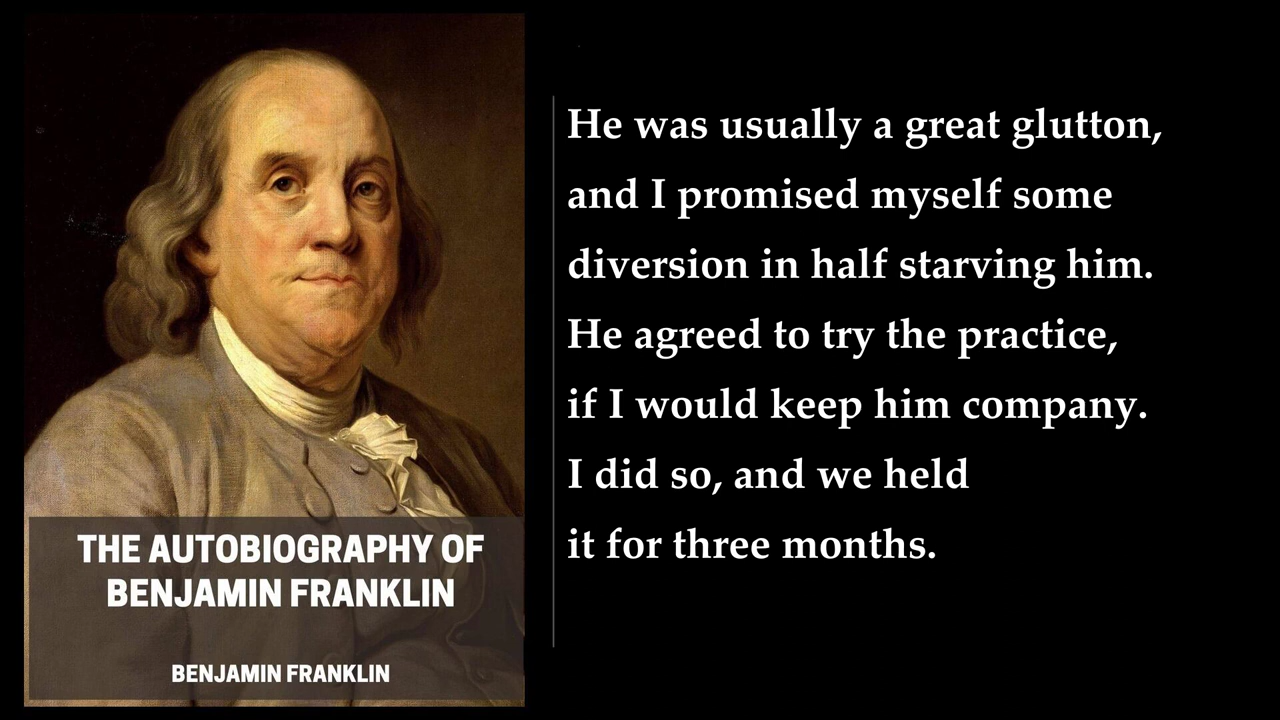 THE AUTOBIOGRAPHY OF
BENJAMIN FRANKLIN
BENJAMIN FRANKLIN
He was usually a great glutton,
and I promised myself some
diversion in half starving him.
He agreed to try the practice,
if I would keep him company.
I did so, and we held
it for three months.